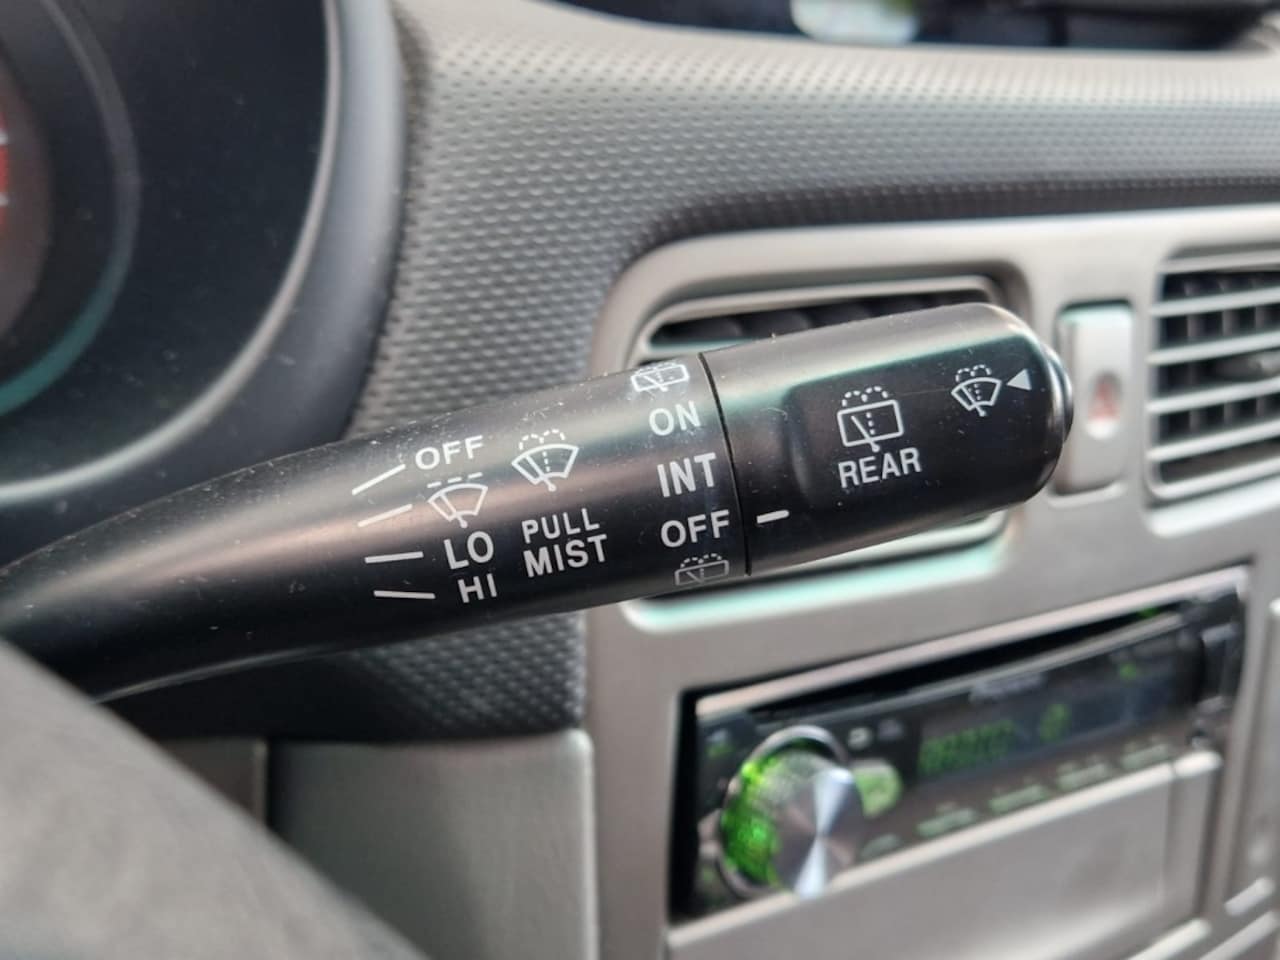 OFF
LO
HI
PULL
MIST
ON
INT
OFF
REAR